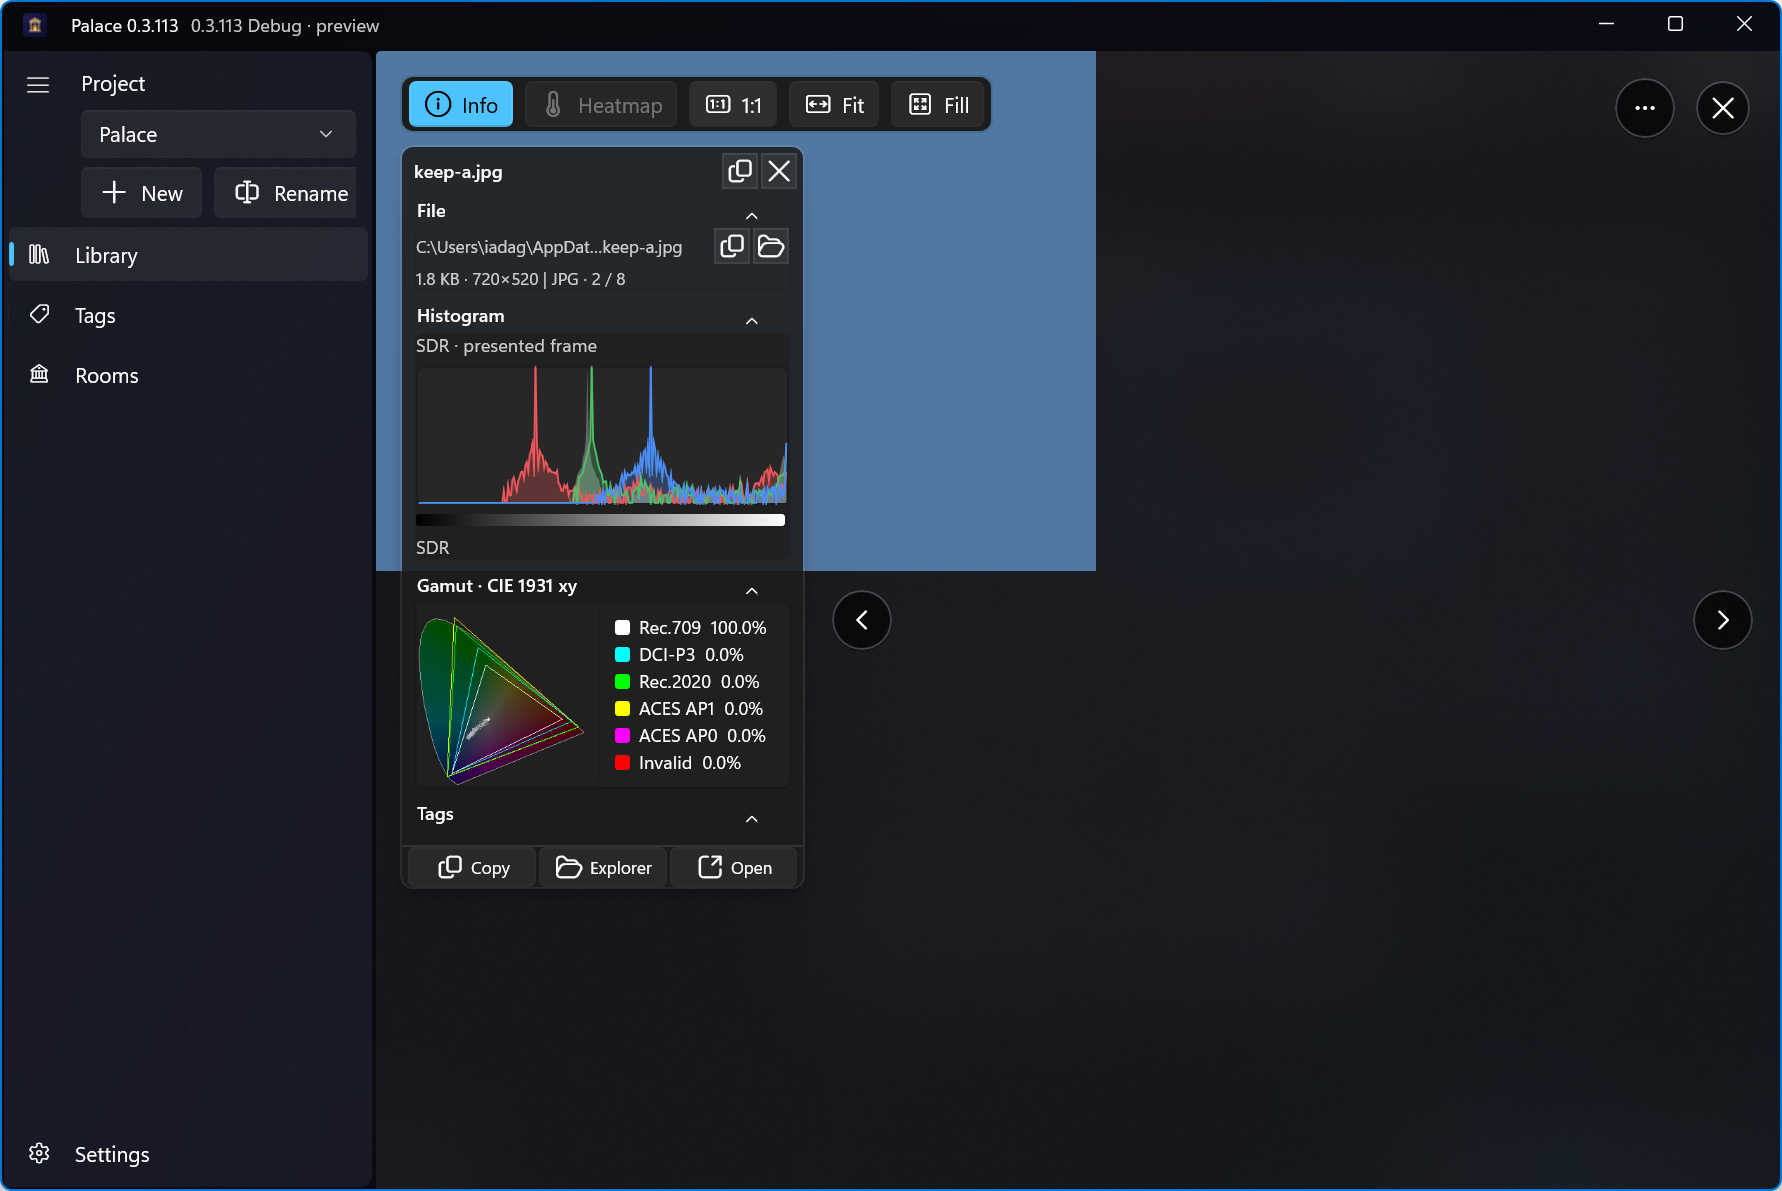 Palace 0.3.113 0.3.113 Debug · preview
Project
Palace
New
Rename
Library
Tags
Rooms
Settings
Info
Heatmap
1:1 1:1
Fit
Fill
keep-a.jpg
File
C:\Users\iadag\AppDat...keep-a.jpg
1.8 KB · 720×520 | JPG · 2 / 8
Histogram
SDR · presented frame
SDR
Gamut · CIE 1931 xy
Rec.709 100.0%
DCI-P3 0.0%
Rec.2020 0.0%
ACES AP1 0.0%
ACES AP0 0.0%
Invalid 0.0%
Tags
Copy
Explorer
Open